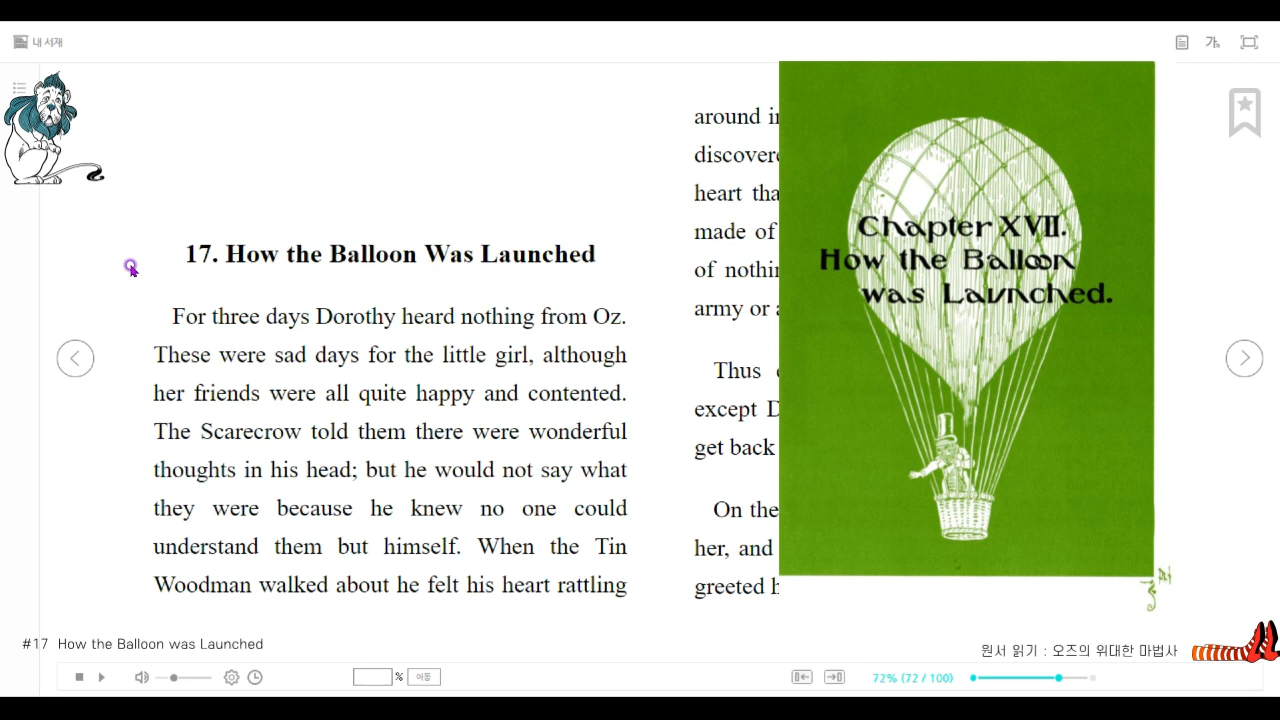 내 서재
가
17. How the Balloon Was Launched
For three days Dorothy heard nothing from Oz.
These were sad days for the little girl, although
her friends were all quite happy and contented.
The Scarecrow told them there were wonderful
thoughts in his head; but he would not say what
they were because he knew no one could
understand them but himself. When the Tin
Woodman walked about he felt his heart rattling
around
discovere
heart tha
made of
of nothin
army or
Thus
except D
get back
On the
her, and
greeted h
Chapter XVII.
How the Balloon
was Launched.
#17 How the Balloon was Launched
원서 읽기 : 오즈의 위대한 마법사
% 이동
72% (72 / 100)